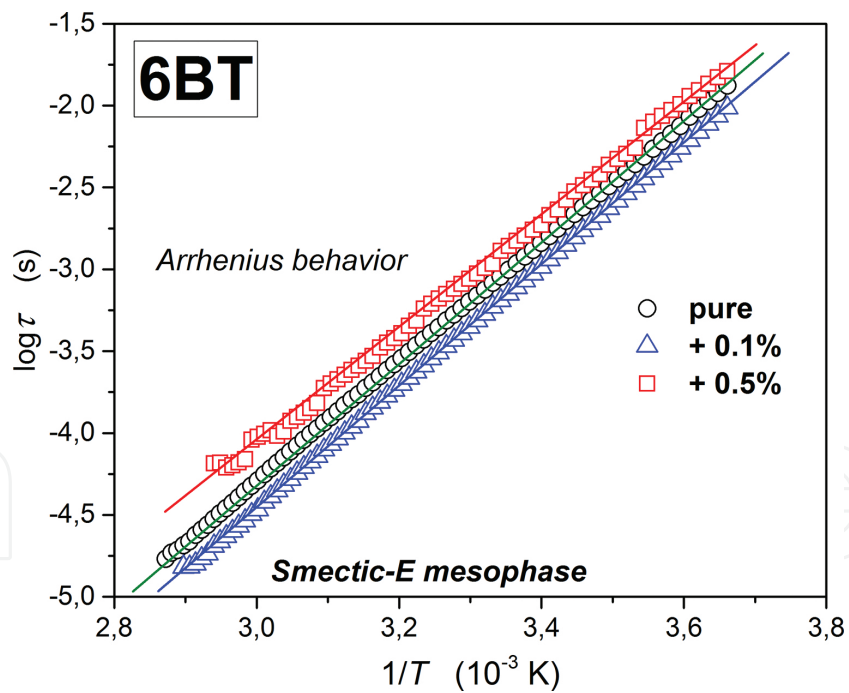 6BT
Arrhenius behavior
pure
+ 0.1%
+ 0.5%
Smectic-E mesophase
logτ (s)
-1,5
-2,0
-2,5
-3,0
-3,5
-4,0
-4,5
-5,0
2,8 3,0 3,2 3,4 3,6 3,8
1/T (10⁻³ K)